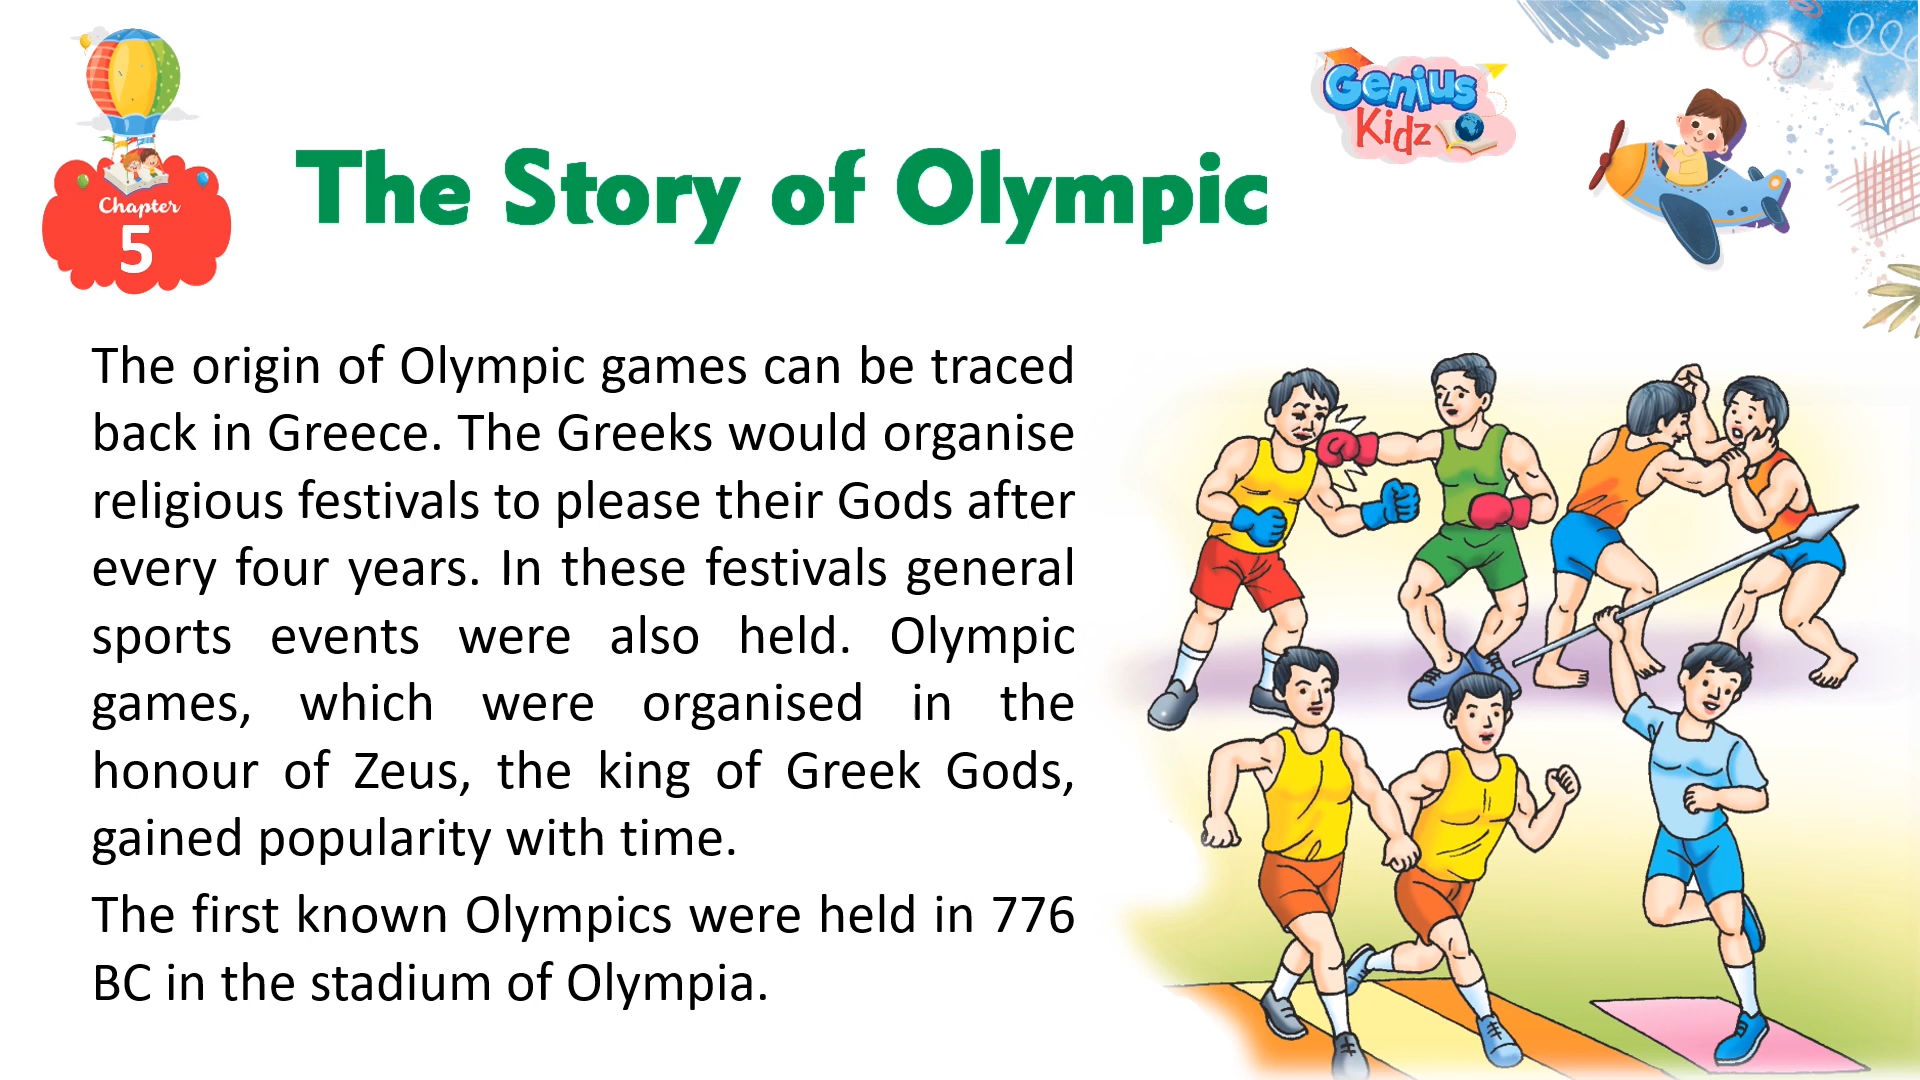 Genius
Kidz
Chapter
5
The Story of Olympic
The origin of Olympic games can be traced
back in Greece. The Greeks would organise
religious festivals to please their Gods after
every four years. In these festivals general
sports events were also held. Olympic
games, which were organised in the
honour of Zeus, the king of Greek Gods,
gained popularity with time.
The first known Olympics were held in 776
BC in the stadium of Olympia.